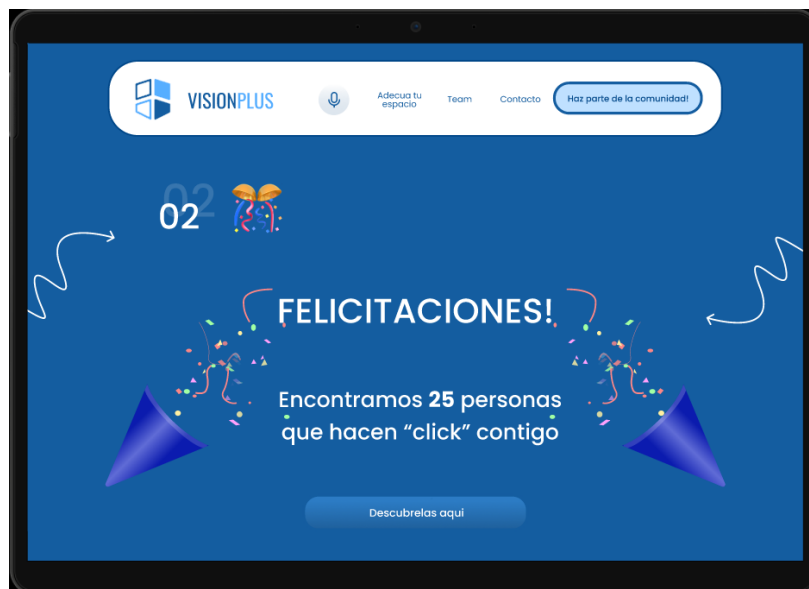 VISIONPLUS
Adecua tu
espacio
Team
Contacto
Haz parte de la comunidad!
02
02
FELICITACIONES!
Encontramos 25 personas
que hacen “click” contigo
Descubrelas aqui